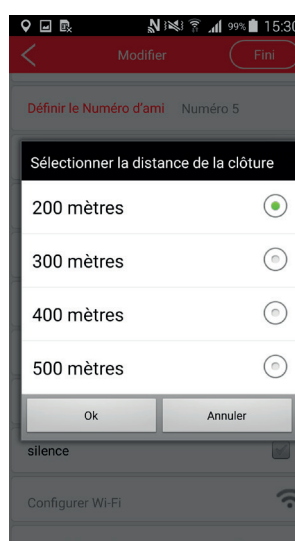 99% 15:30
Modifier Fini
Définir le Numéro d'ami Numéro 5
Sélectionner la distance de la clôture
200 mètres
300 mètres
400 mètres
500 mètres
Ok Annuler
silence
Configurer Wi-Fi